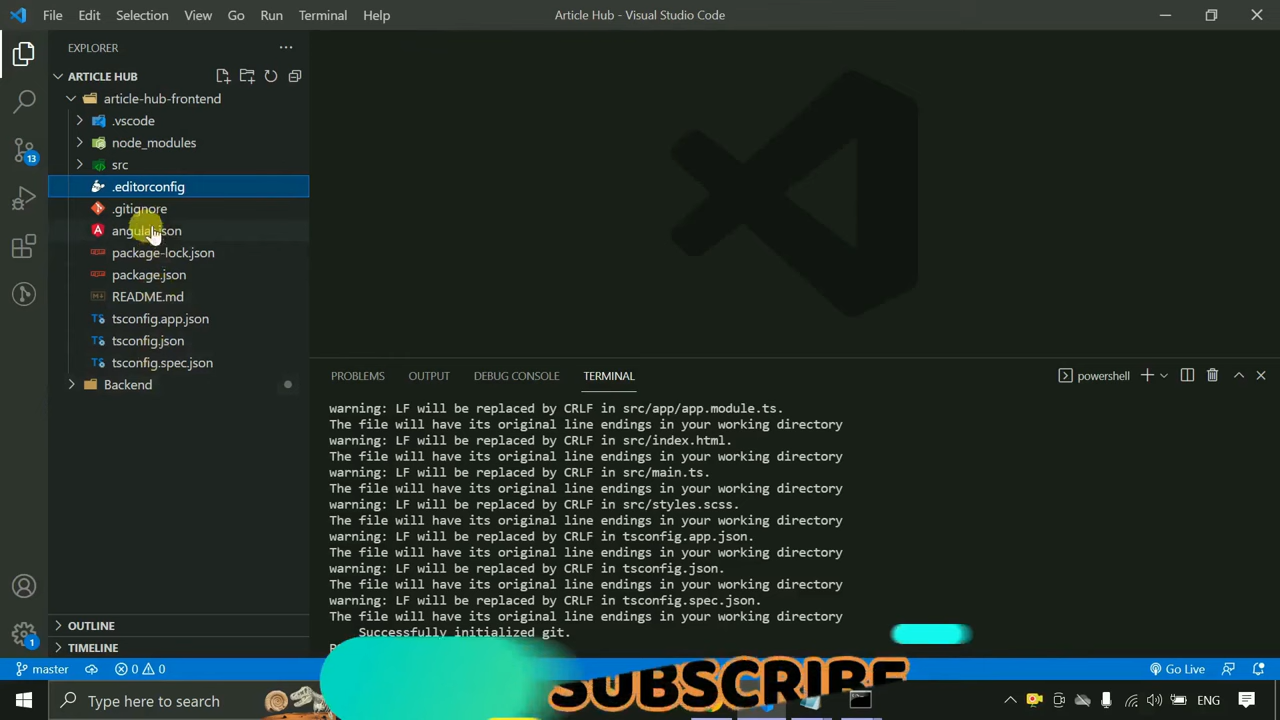 File Edit Selection View Go Run Terminal Help
Article Hub - Visual Studio Code
EXPLORER
ARTICLE HUB
article-hub-frontend
.vscode
node_modules
src
.editorconfig
.gitignore
angular.json
package-lock.json
package.json
README.md
tsconfig.app.json
tsconfig.json
tsconfig.spec.json
Backend
OUTLINE
TIMELINE
13
1
PROBLEMS OUTPUT DEBUG CONSOLE TERMINAL
powershell
warning: LF will be replaced by CRLF in src/app/app.module.ts.
The file will have its original line endings in your working directory
warning: LF will be replaced by CRLF in src/index.html.
The file will have its original line endings in your working directory
warning: LF will be replaced by CRLF in src/main.ts.
The file will have its original line endings in your working directory
warning: LF will be replaced by CRLF in src/styles.scss.
The file will have its original line endings in your working directory
warning: LF will be replaced by CRLF in tsconfig.app.json.
The file will have its original line endings in your working directory
warning: LF will be replaced by CRLF in tsconfig.json.
The file will have its original line endings in your working directory
warning: LF will be replaced by CRLF in tsconfig.spec.json.
The file will have its original line endings in your working directory
Successfully initialized git.
master 0 0
Go Live
SUBSCRIBE
Type here to search
ENG